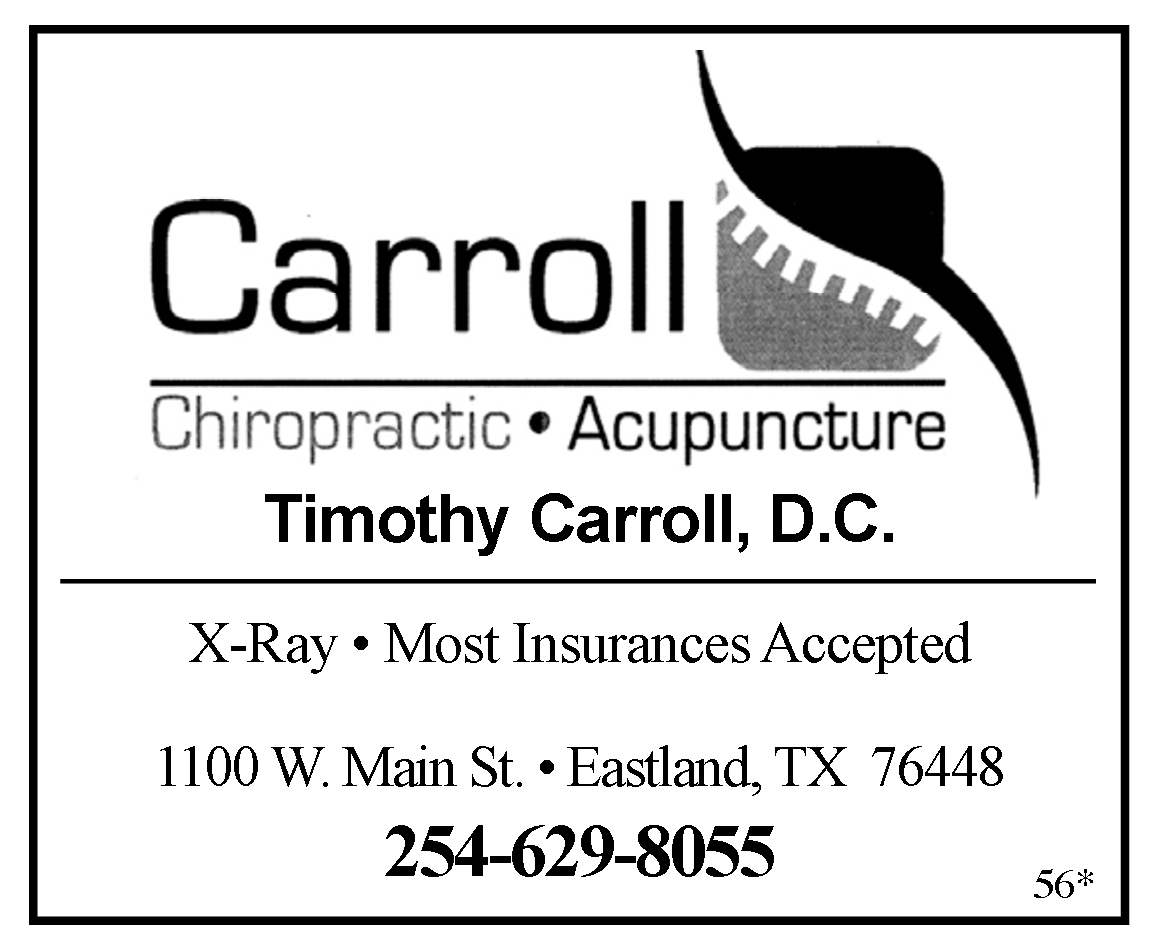 Carroll
Chiropractic • Acupuncture
Timothy Carroll, D.C.
X-Ray • Most Insurances Accepted
1100 W. Main St. • Eastland, TX 76448
254-629-8055
56*